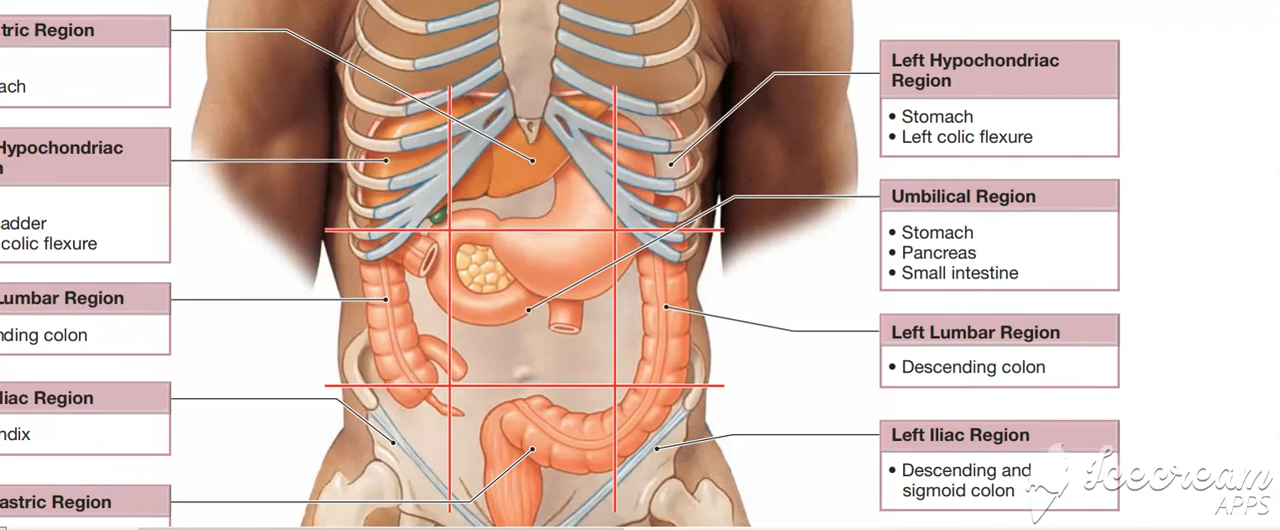 tric Region
ach
Hypochondriac
n
adder
colic flexure
Lumbar Region
nding colon
liac Region
ndix
astric Region
Left Hypochondriac
Region
• Stomach
• Left colic flexure
Umbilical Region
• Stomach
• Pancreas
• Small intestine
Left Lumbar Region
• Descending colon
Left Iliac Region
• Descending and
sigmoid colon
Icecream
APPS